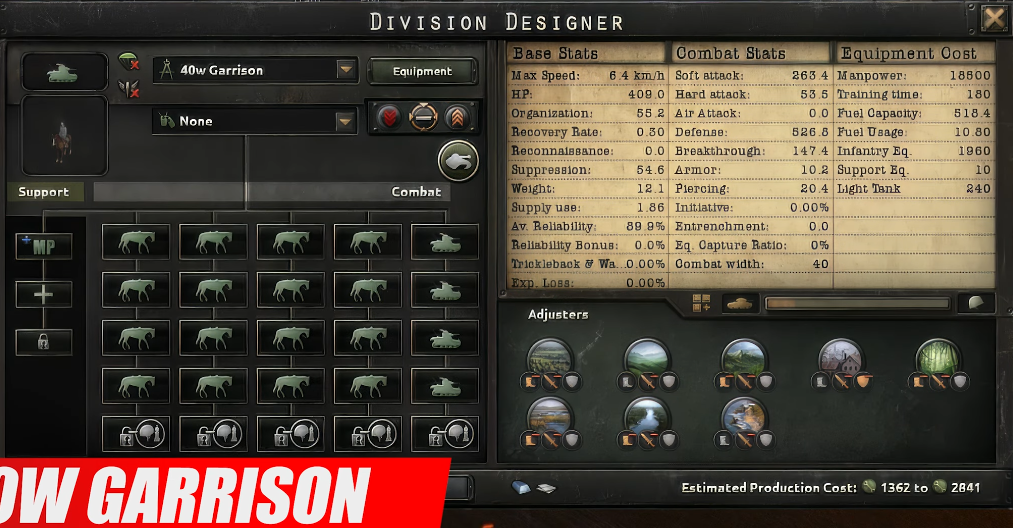 DIVISION DESIGNER
40w Garrison
Equipment
None
Support
Combat
MP
Base Stats
Max Speed: 6.4 km/h
HP: 409.0
Organization: 55.2
Recovery Rate: 0.30
Reconnaissance: 0.0
Suppression: 54.6
Weight: 12.1
Supply use: 1.86
Av. Reliability: 89.9%
Reliability Bonus: 0.0%
Trickleback & Wa.. 0.00%
Exp. Loss: 0.00%
Combat Stats
Soft attack: 263.4
Hard attack: 53.5
Air Attack: 0.0
Defense: 526.8
Breakthrough: 147.4
Armor: 10.2
Piercing: 20.4
Initiative: 0.00%
Entrenchment: 0.0
Eq. Capture Ratio: 0%
Combat width: 40
Equipment Cost
Manpower: 18500
Training time: 180
Fuel Capacity: 518.4
Fuel Usage: 10.80
Infantry Eq. 1960
Support Eq. 10
Light Tank 240
Adjusters
Estimated Production Cost: 1362 to 2841
0W GARRISON